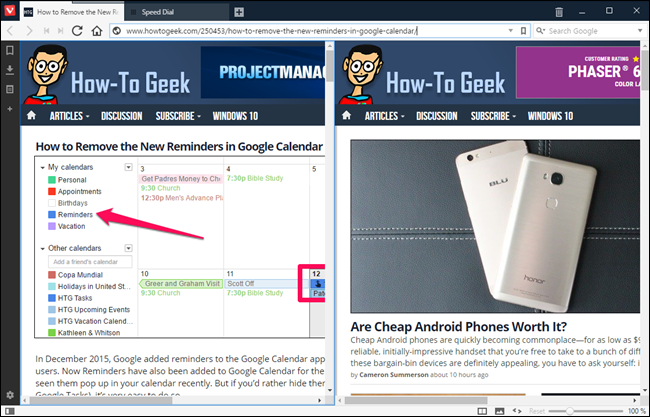 HTG How to Remove the New Re
Speed Dial
www.howtogeek.com/250453/how-to-remove-the-new-reminders-in-google-calendar/
Search Google
How-To Geek
PROJECTMANA
ARTICLES DISCUSSION SUBSCRIBE WINDOWS 10
How to Remove the New Reminders in Google Calendar
My calendars
Personal
Appointments
Birthdays
Reminders
Vacation
Other calendars
Add a friend's calendar
Copa Mundial
Holidays in United St...
HTG Tasks
HTG Upcoming Events
HTG Vacation Calend...
Kathleen & Whitson
3 4 5
Get Padres Money to Che
9:30 Church 7:30p Bible Study
12:30p Men's Advance Pla
10 11 12
Greer and Graham Visit Scott Off
9:30 Church 7:30p Bible Study
In December 2015, Google added reminders to the Google Calendar app
users. Now Reminders have also been added to Google Calendar for the
seen them pop up in your calendar recently. But if you'd rather hide them
Google Tasks), it's very easy to do so
How-To Geek
CUSTOMER RATING
PHASER® 6
COLOR LA
ARTICLES DISCUSSION SUBSCRIBE WINDOWS 10
BLU
honor
Are Cheap Android Phones Worth It?
Cheap Android phones are quickly becoming commonplace—for as low as $
reliable, initially-impressive handset that you're free to take to a bunch of diff
these bargain-bin devices are definitely appealing, you have to ask yourself: i
by Cameron Summerson about 10 hours ago
Reset 100 %